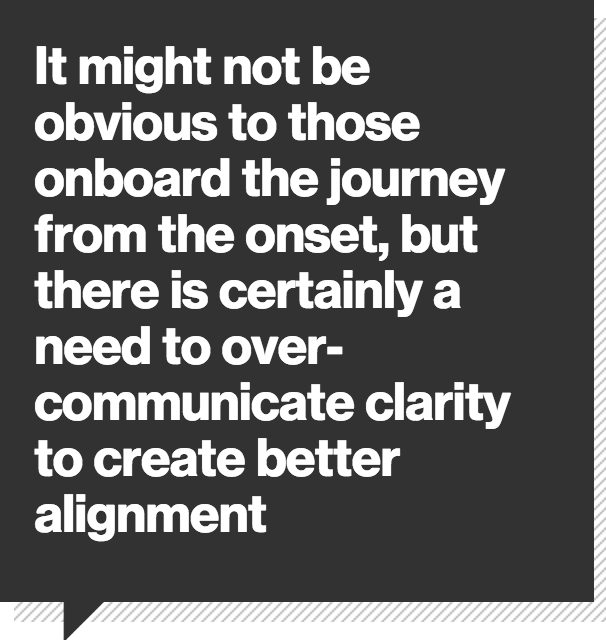 It might not be
obvious to those
onboard the journey
from the onset, but
there is certainly a
need to over-
communicate clarity
to create better
alignment